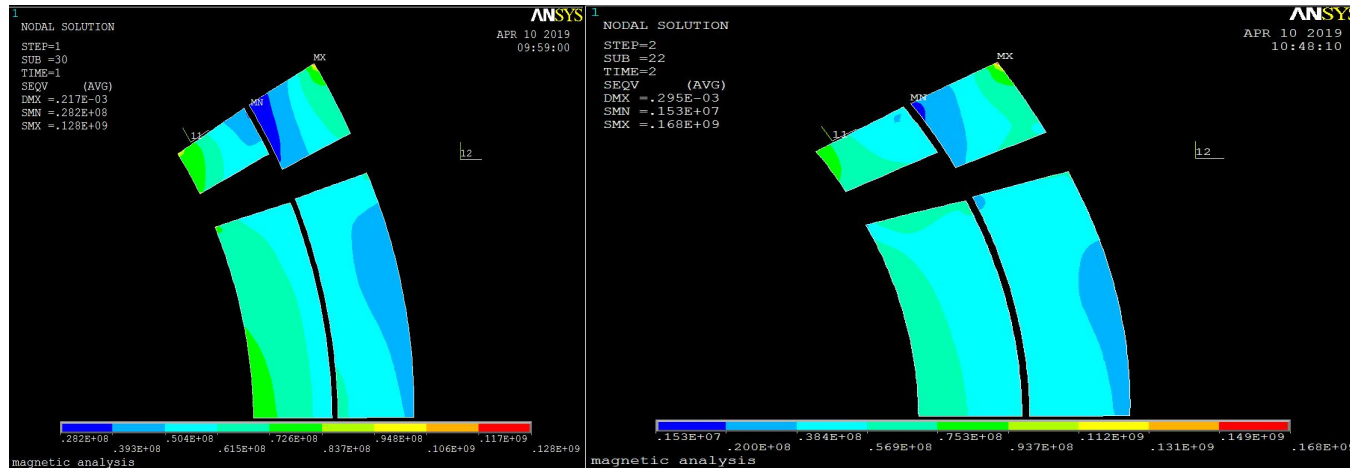 1
ANSYS
NODAL SOLUTION
APR 10 2019
09:59:00
STEP=1
SUB =30
TIME=1
SEQV (AVG)
DMX =.217E-03
SMN =.282E+08
SMX =.128E+09
MX
MN
11
12
.282E+08 .504E+08 .726E+08 .948E+08 .117E+09
.393E+08 .615E+08 .837E+08 .106E+09 .128E+09
magnetic analysis
1
ANSYS
NODAL SOLUTION
APR 10 2019
10:48:10
STEP=2
SUB =22
TIME=2
SEQV (AVG)
DMX =.295E-03
SMN =.153E+07
SMX =.168E+09
MX
MN
11
12
.153E+07 .384E+08 .753E+08 .112E+09 .149E+09
.200E+08 .569E+08 .937E+08 .131E+09 .168E+09
magnetic analysis